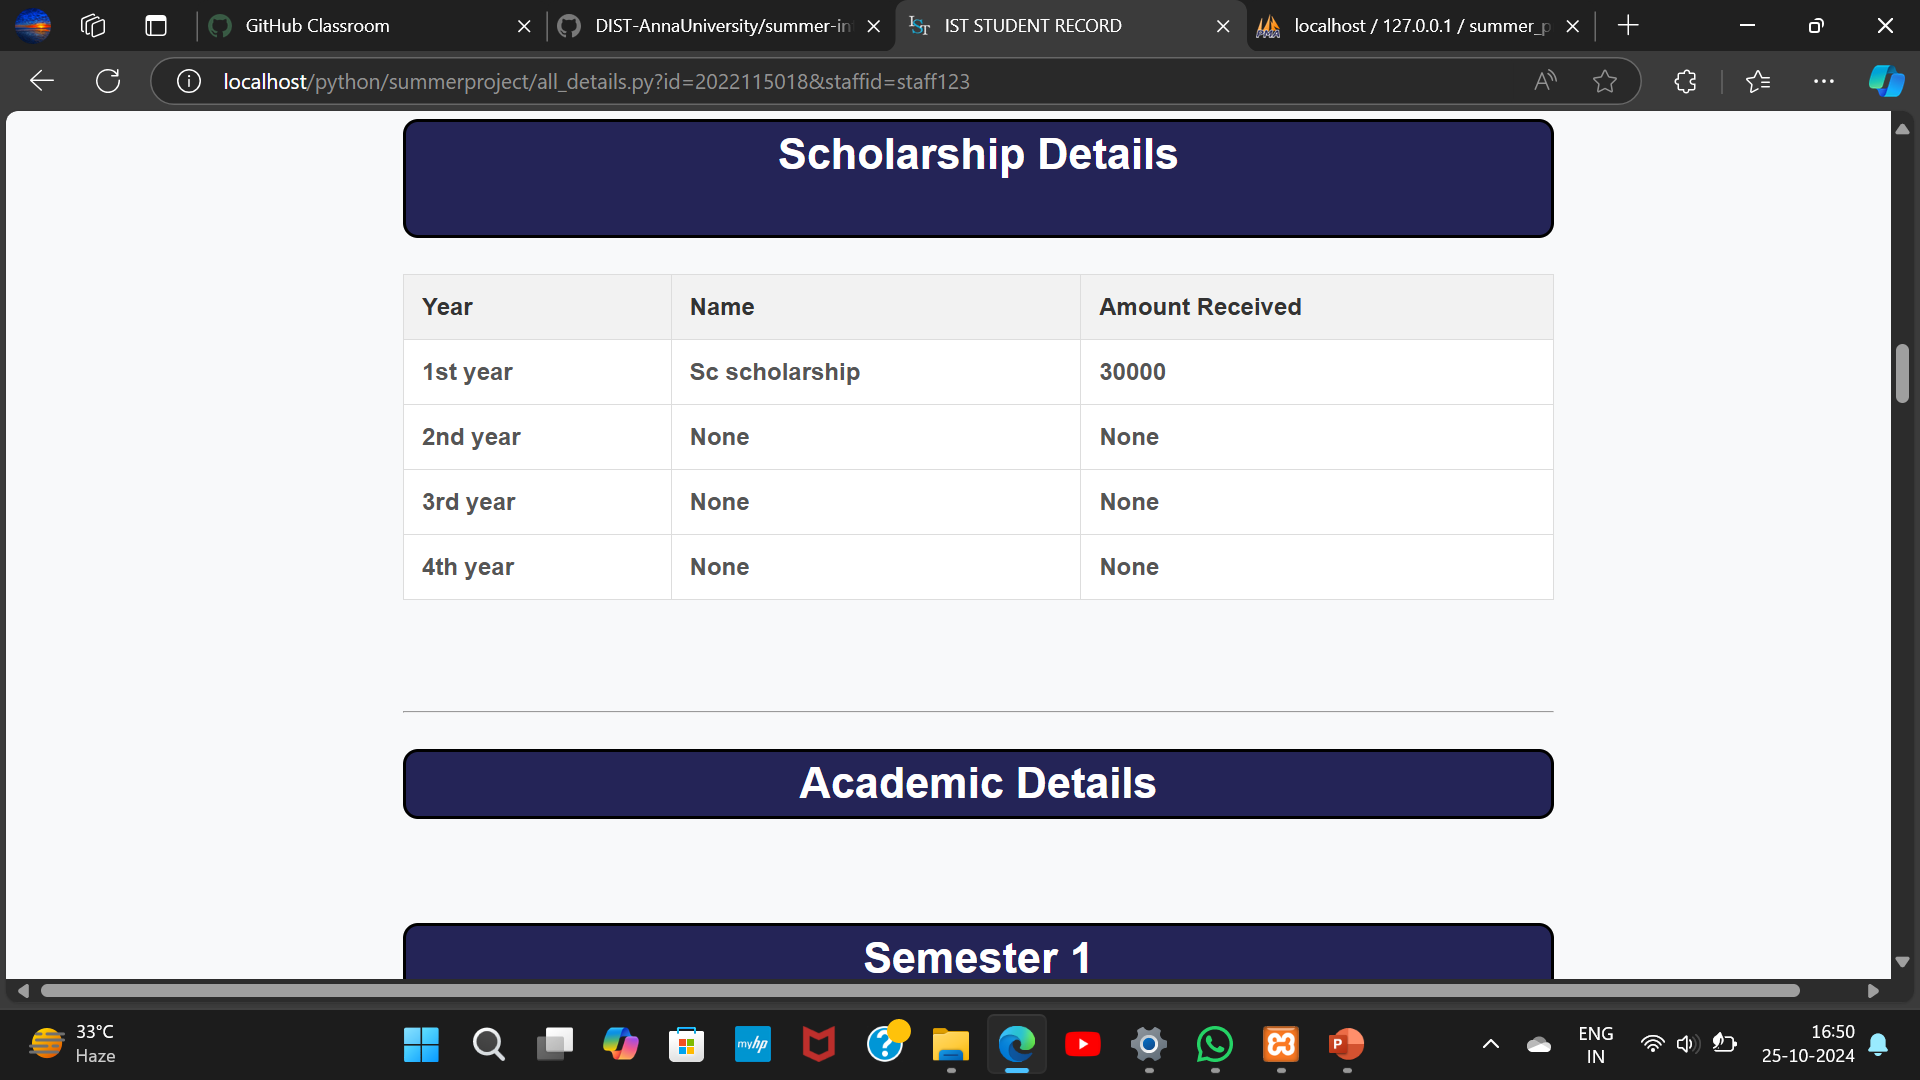 GitHub Classroom
DIST-AnnaUniversity/summer-in
IST STUDENT RECORD
localhost / 127.0.0.1 / summer_p
localhost/python/summerproject/all_details.py?id=2022115018&staffid=staff123
Scholarship Details
Year Name Amount Received
1st year Sc scholarship 30000
2nd year None None
3rd year None None
4th year None None
Academic Details
Semester 1
33°C
Haze
myhp
ENG
IN
16:50
25-10-2024